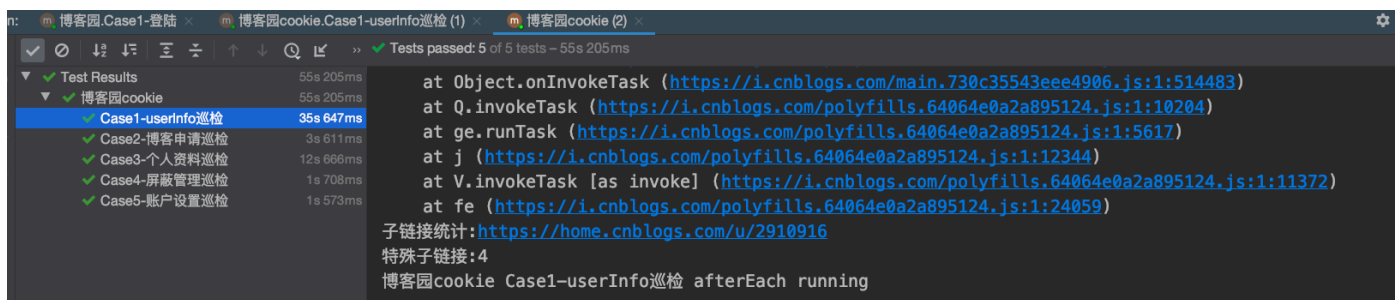 n: 博客园.Case1-登陆 × 博客园cookie.Case1-userInfo巡检 (1) × 博客园cookie (2) ×
» Tests passed: 5 of 5 tests – 55s 205ms
Test Results 55s 205ms
博客园cookie 55s 205ms
Case1-userInfo巡检 35s 647ms
Case2-博客申请巡检 3s 611ms
Case3-个人资料巡检 12s 666ms
Case4-屏蔽管理巡检 1s 708ms
Case5-账户设置巡检 1s 573ms
at Object.onInvokeTask (https://i.cnblogs.com/main.730c35543eee4906.js:1:514483)
at Q.invokeTask (https://i.cnblogs.com/polyfills.64064e0a2a895124.js:1:10204)
at ge.runTask (https://i.cnblogs.com/polyfills.64064e0a2a895124.js:1:5617)
at j (https://i.cnblogs.com/polyfills.64064e0a2a895124.js:1:12344)
at V.invokeTask [as invoke] (https://i.cnblogs.com/polyfills.64064e0a2a895124.js:1:11372)
at fe (https://i.cnblogs.com/polyfills.64064e0a2a895124.js:1:24059)
子链接统计:https://home.cnblogs.com/u/2910916
特殊子链接:4
博客园cookie Case1-userInfo巡检 afterEach running